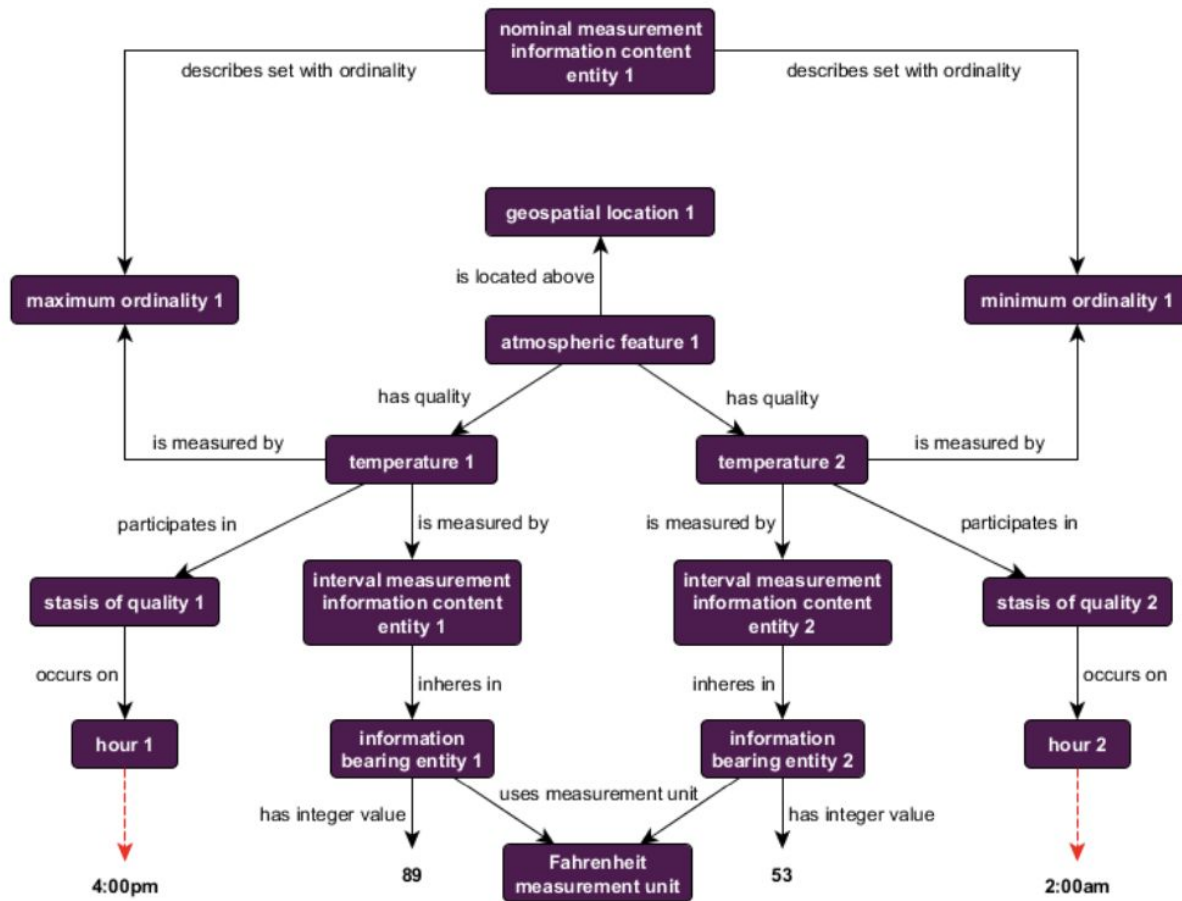 nominal measurement
information content
entity 1
describes set with ordinality
describes set with ordinality
geospatial location 1
is located above
maximum ordinality 1
minimum ordinality 1
atmospheric feature 1
has quality
has quality
is measured by
temperature 1
temperature 2
is measured by
participates in
is measured by
is measured by
participates in
stasis of quality 1
interval measurement
information content
entity 1
interval measurement
information content
entity 2
stasis of quality 2
occurs on
inheres in
inheres in
occurs on
hour 1
information
bearing entity 1
information
bearing entity 2
hour 2
has integer value
uses measurement unit
has integer value
4:00pm
89
Fahrenheit
measurement unit
53
2:00am